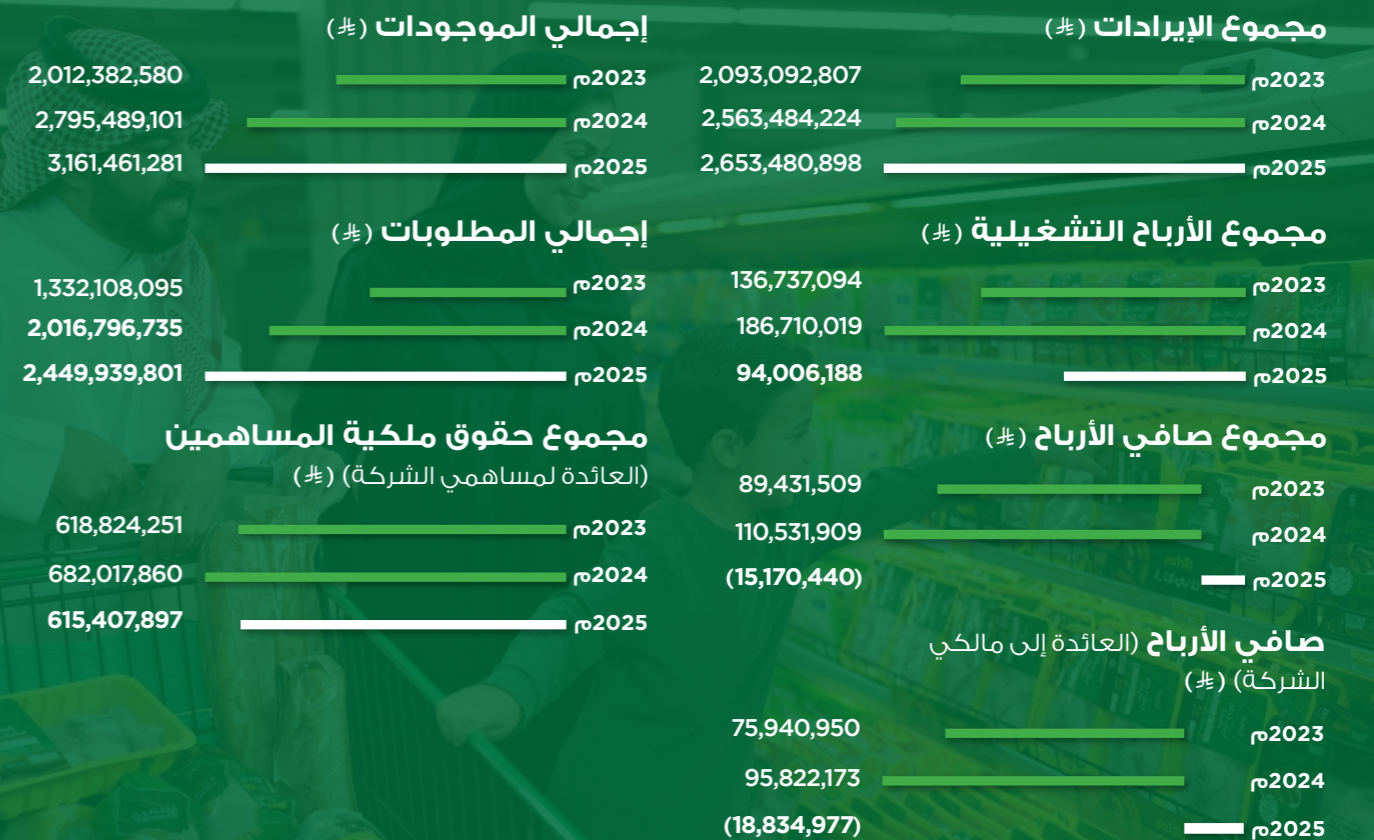 مجموع الإيرادات (⃁)
2023م 2,093,092,807
2024م 2,563,484,224
2025م 2,653,480,898
مجموع الأرباح التشغيلية (⃁)
2023م 136,737,094
2024م 186,710,019
2025م 94,006,188
مجموع صافي الأرباح (⃁)
2023م 89,431,509
2024م 110,531,909
2025م (15,170,440)
صافي الأرباح (العائدة إلى مالكي
الشركة) (⃁)
2023م 75,940,950
2024م 95,822,173
2025م (18,834,977)
إجمالي الموجودات (⃁)
2023م 2,012,382,580
2024م 2,795,489,101
2025م 3,161,461,281
إجمالي المطلوبات (⃁)
2023م 1,332,108,095
2024م 2,016,796,735
2025م 2,449,939,801
مجموع حقوق ملكية المساهمين
(العائدة لمساهمي الشركة) (⃁)
2023م 618,824,251
2024م 682,017,860
2025م 615,407,897